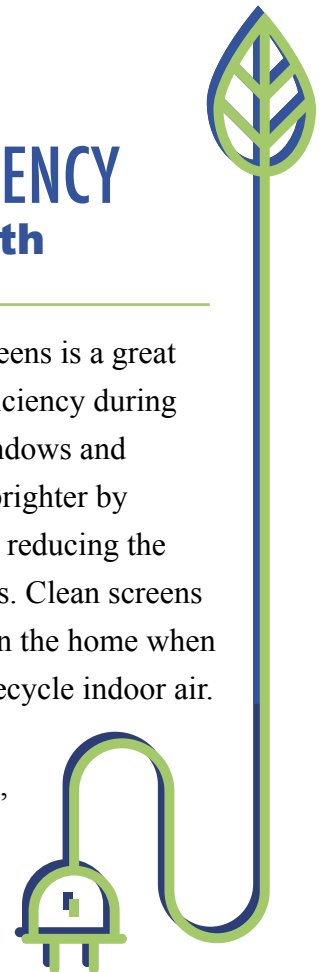 ENCY
th
eens is a great
iciency during
ndows and
brighter by
reducing the
s. Clean screens
n the home when
ecycle indoor air.
,